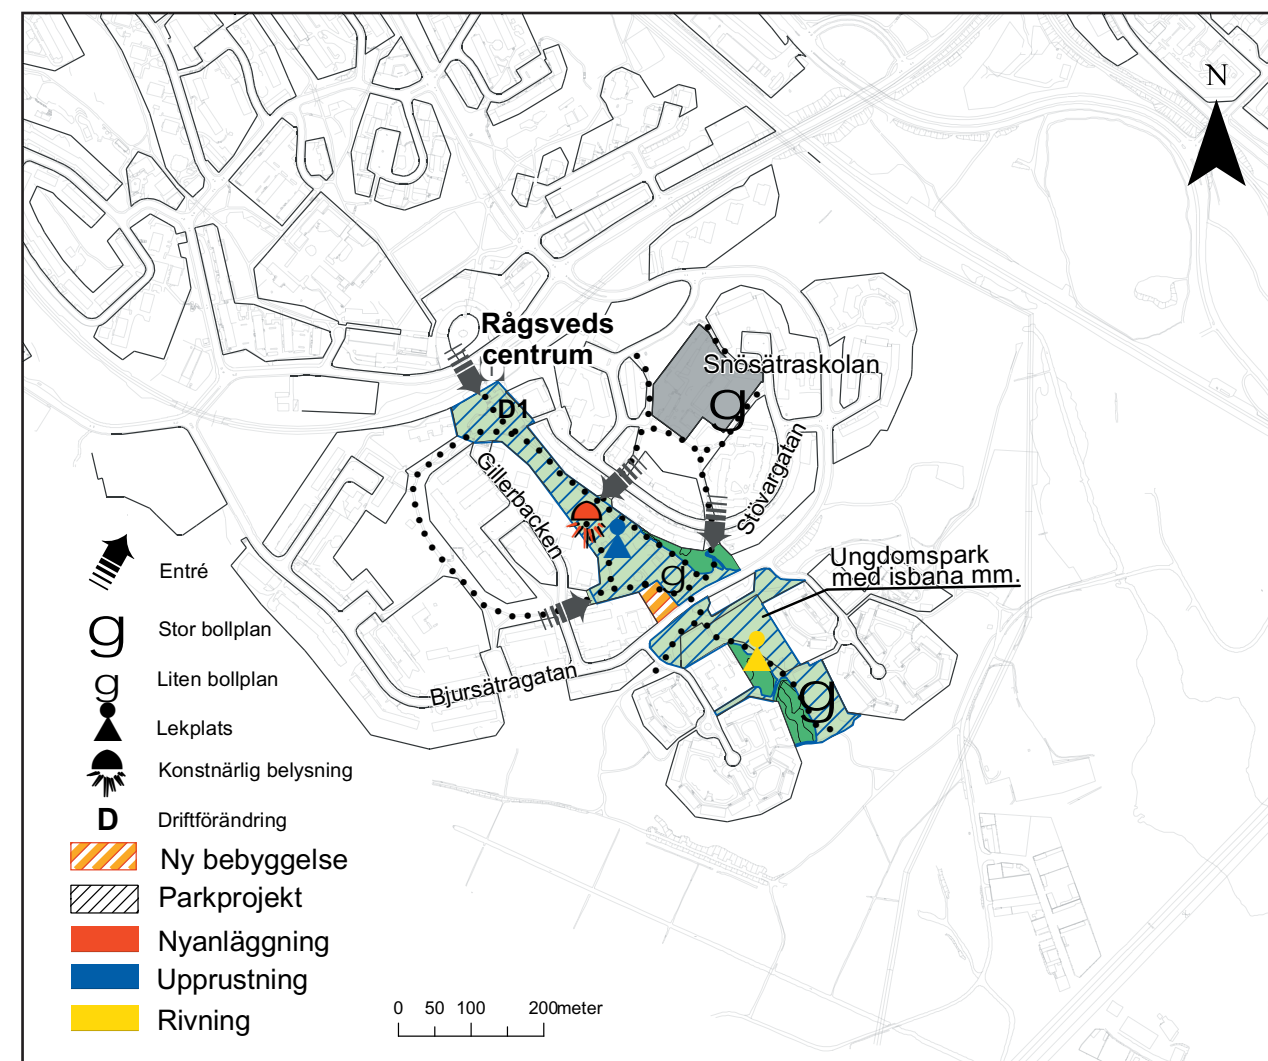 N
Rågsveds
centrum
Snösätraskolan
g
D1
Gillerbacken
Stövargatan
Ungdomspark
med isbana mm.
g
g
Bjursätragatan
Entré
g Stor bollplan
g Liten bollplan
Lekplats
Konstnärlig belysning
D Driftförändring
Ny bebyggelse
Parkprojekt
Nyanläggning
Upprustning
Rivning
0 50 100 200meter